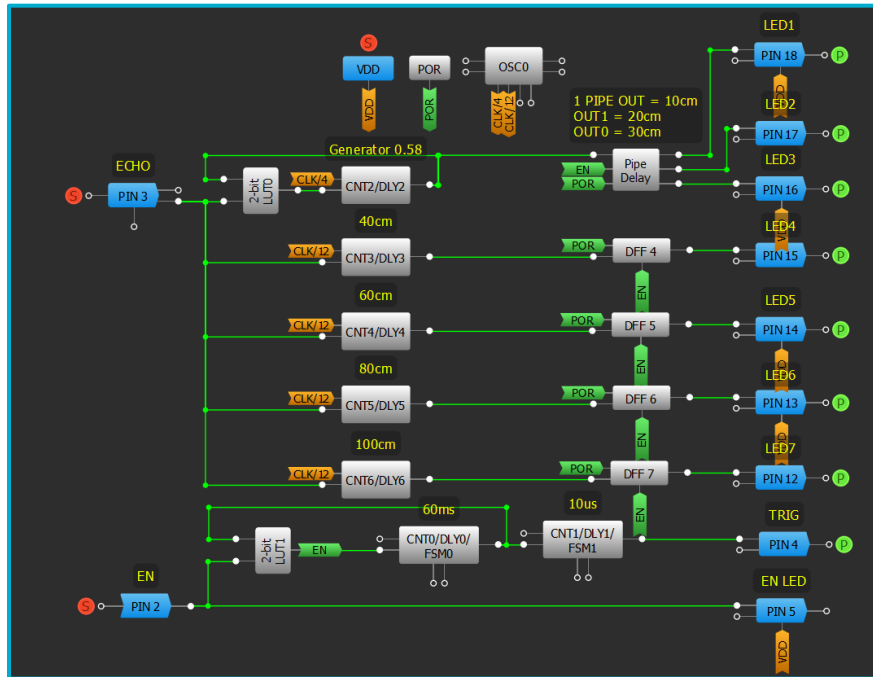 LED1
S
VDD
POR
OSC0
PIN 18
P
VDD
POR
CLK/4
CLK/12
VDD
1 PIPE OUT = 10cm
OUT1 = 20cm
OUT0 = 30cm
LED2
PIN 17
P
Generator 0.58
ECHO
S
PIN 3
2-bit
LUT0
CLK/4
CNT2/DLY2
EN
POR
Pipe
Delay
LED3
PIN 16
P
40cm
CLK/12
CNT3/DLY3
POR
DFF 4
EN
LED4
VDD
PIN 15
P
60cm
CLK/12
CNT4/DLY4
POR
DFF 5
EN
LED5
PIN 14
P
80cm
CLK/12
CNT5/DLY5
POR
DFF 6
EN
LED6
PIN 13
P
100cm
CLK/12
CNT6/DLY6
POR
DFF 7
EN
LED7
PIN 12
P
60ms
10us
2-bit
LUT1
EN
CNT0/DLY0/
FSM0
CNT1/DLY1/
FSM1
TRIG
PIN 4
P
EN
S
PIN 2
EN LED
PIN 5
VDD